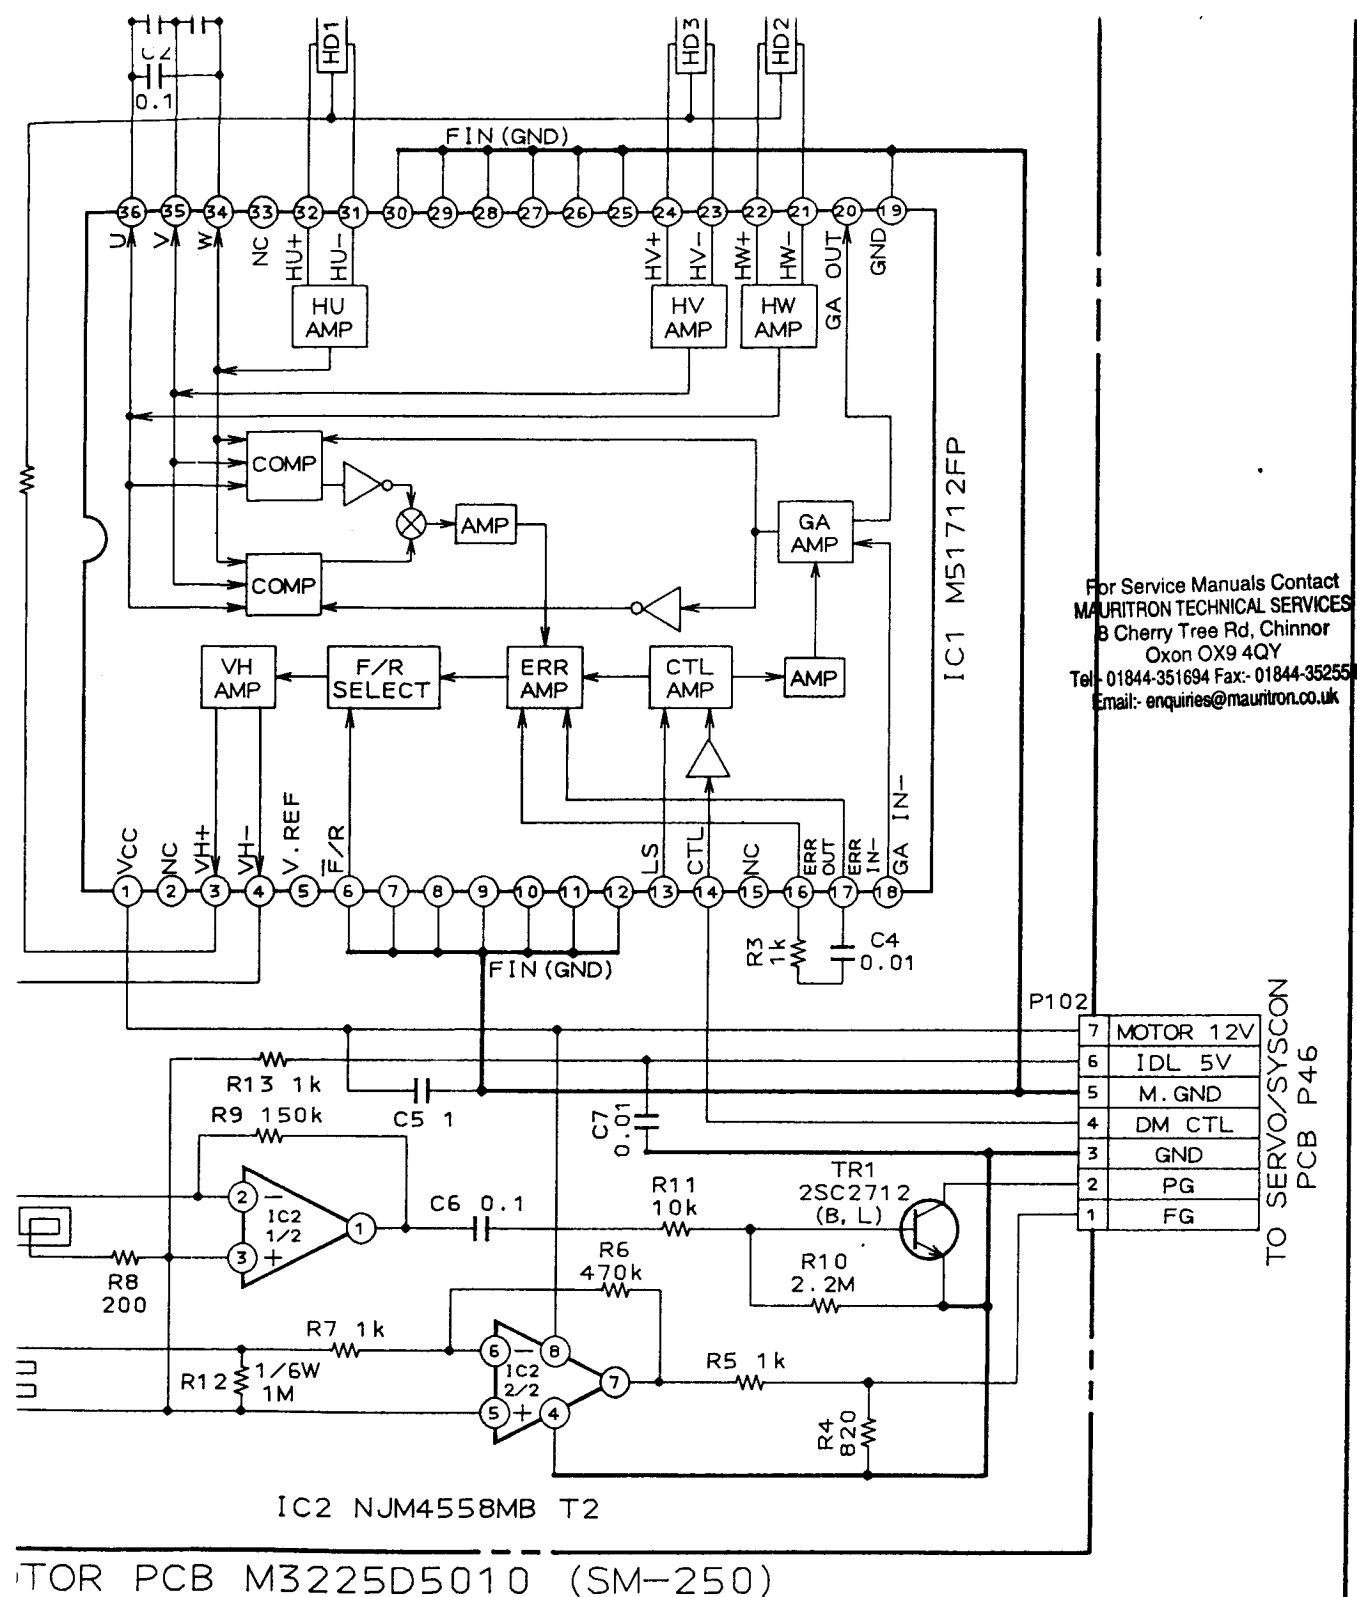 HD1
HD3
HD2
C2
0.1
FIN(GND)
36
35
34
33
32
31
30
29
28
27
26
25
24
23
22
21
20
19
U
V
W
NC
HU+
HU-
HV+
HV-
HW+
HW-
GA OUT
GND
HU
AMP
HV
AMP
HW
AMP
COMP
AMP
GA
AMP
COMP
IC1 M51712FP
For Service Manuals Contact
MAURITRON TECHNICAL SERVICES
8 Cherry Tree Rd, Chinnor
Oxon OX9 4QY
Tel:- 01844-351694 Fax:- 01844-35255
Email:- enquiries@mauritron.co.uk
VH
AMP
F/R
SELECT
ERR
AMP
CTL
AMP
AMP
VCC
NC
VH+
VH-
V.REF
F/R
LS
CTL
NC
ERR
OUT
ERR
IN-
GA IN-
1
2
3
4
5
6
7
8
9
10
11
12
13
14
15
16
17
18
FIN(GND)
R3
1k
C4
0.01
P102
7 MOTOR 12V
6 IDL 5V
5 M.GND
4 DM CTL
3 GND
2 PG
1 FG
TO SERVO/SYSCON
PCB P46
R13 1k
R9 150k
C5 1
C7
0.01
2
IC2
1/2
1
3
C6 0.1
R11
10k
TR1
2SC2712
(B, L)
R8
200
R6
470k
R10
2.2M
R7 1k
R12
1/6W
1M
6
8
IC2
2/2
7
5
4
R5 1k
R4
820
IC2 NJM4558MB T2
TOR PCB M3225D5010 (SM-250)